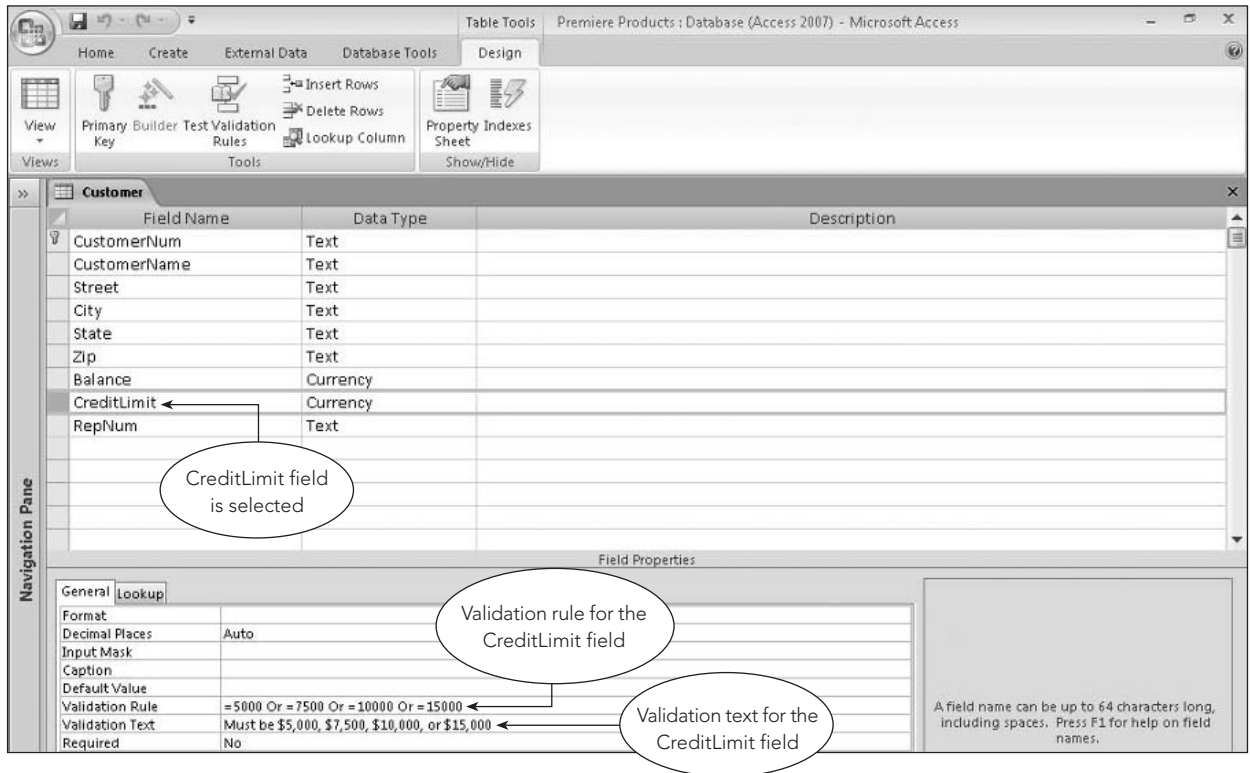 Table Tools Premiere Products : Database (Access 2007) - Microsoft Access
Home Create External Data Database Tools Design
View
Views
Primary Key
Builder
Test Validation Rules
Insert Rows
Delete Rows
Lookup Column
Tools
Property Sheet
Indexes
Show/Hide
Customer
Field Name Data Type Description
CustomerNum Text
CustomerName Text
Street Text
City Text
State Text
Zip Text
Balance Currency
CreditLimit Currency
RepNum Text
CreditLimit field
is selected
Navigation Pane
Field Properties
General Lookup
Format
Decimal Places Auto
Input Mask
Caption
Default Value
Validation Rule =5000 Or =7500 Or =10000 Or =15000
Validation Text Must be $5,000, $7,500, $10,000, or $15,000
Required No
Validation rule for the
CreditLimit field
Validation text for the
CreditLimit field
A field name can be up to 64 characters long,
including spaces. Press F1 for help on field
names.